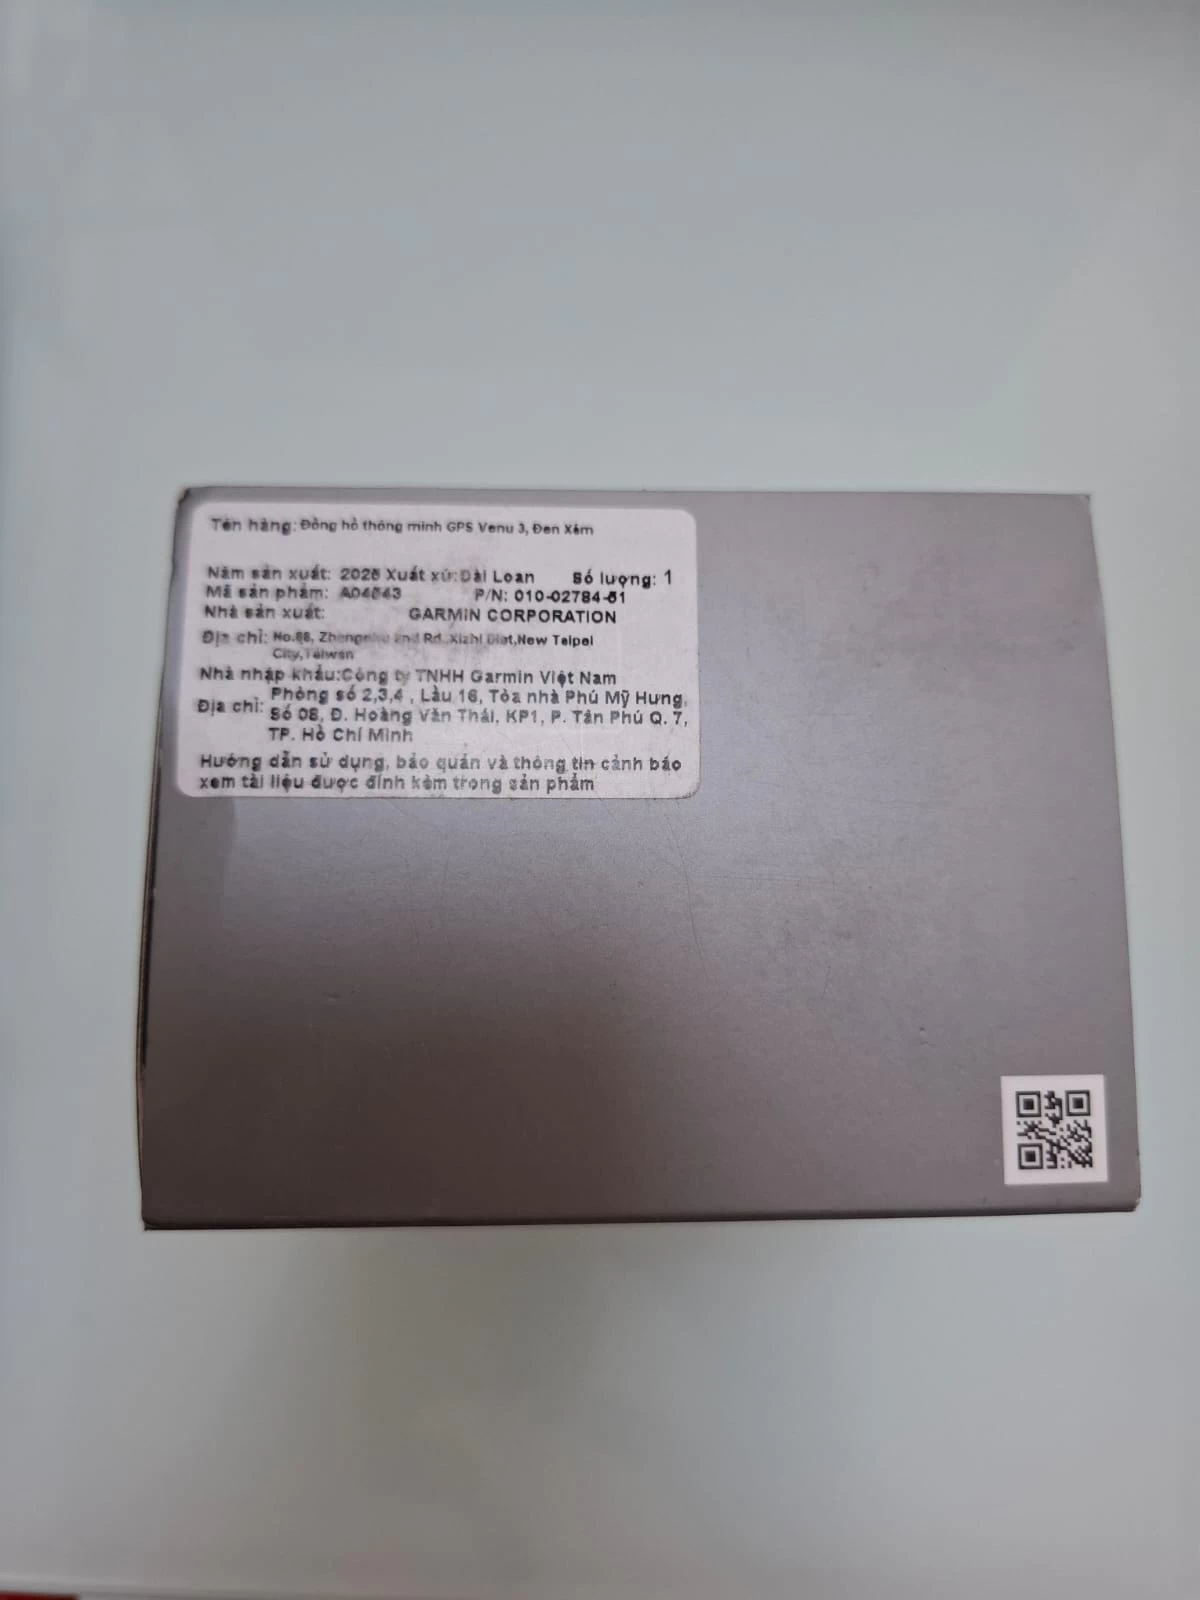 Tên hàng: Đồng hồ thông minh GPS Venu 3, Đen Xám
Năm sản xuất: 2025 Xuất xứ: Đài Loan Số lượng: 1
Mã sản phẩm: A04643 P/N: 010-02784-51
Nhà sản xuất: GARMIN CORPORATION
Địa chỉ: No.68, 2nd Rd.,Xizhi Dist,New Taipei
City,Taiwan
Nhà nhập khẩu:Công ty TNHH Garmin Việt Nam
Địa chỉ: Phòng số 2,3,4 , Lầu 16, Tòa nhà Phú Mỹ Hưng,
Số 08, Đ. Hoàng Văn Thái, KP1, P. Tân Phú Q. 7,
TP. Hồ Chí Minh
Hướng dẫn sử dụng, bảo quản và thông tin cảnh báo
xem tài liệu được đính kèm trong sản phẩm